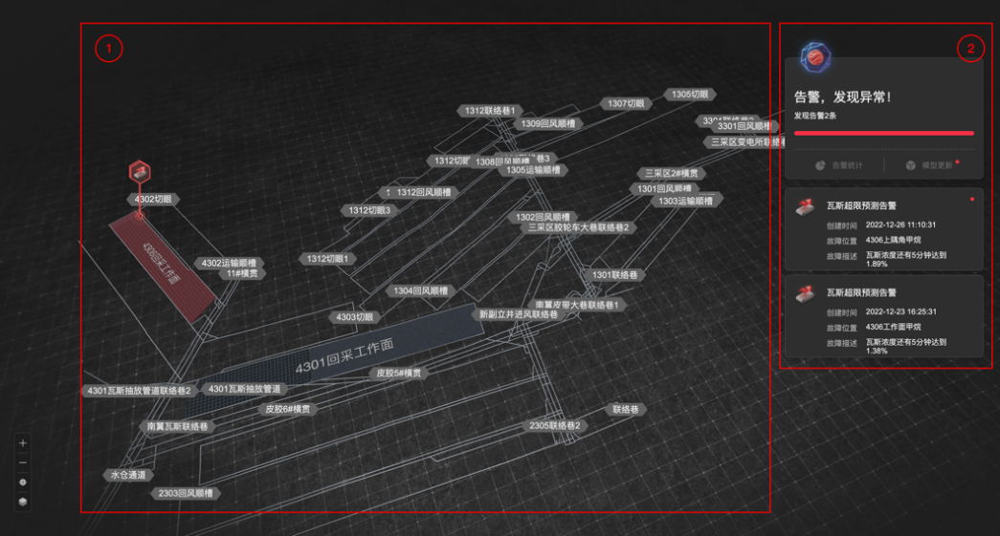 1
1305切眼
1307切眼
1312联络巷1
1309回风顺槽
3301回风顺槽
三采区变电所联络巷
1312切眼
1308回风顺槽
1305运输顺槽
三采区2#横贯
1301回风顺槽
1303运输顺槽
1312回风顺槽
4302切眼
1312切眼3
1302回风顺槽
三采区胶轮车大巷联络巷2
4306回采工作面
4302运输顺槽
11#横贯
1312切眼1
1301联络巷
1304回风顺槽
南翼皮带大巷联络巷1
新副立井进风联络巷
4303切眼
4301回采工作面
皮胶5#横贯
4301瓦斯抽放管道联络巷2
4301瓦斯抽放管道
皮胶6#横贯
联络巷
南翼瓦斯联络巷
2305联络巷2
水仓通道
2303回风顺槽
2
告警，发现异常！
发现告警2条
告警统计
模型更新
瓦斯超限预测告警
创建时间 2022-12-26 11:10:31
故障位置 4306上隅角甲烷
故障描述 瓦斯浓度还有5分钟达到
1.89%
瓦斯超限预测告警
创建时间 2022-12-23 16:25:31
故障位置 4306工作面甲烷
故障描述 瓦斯浓度还有5分钟达到
1.38%